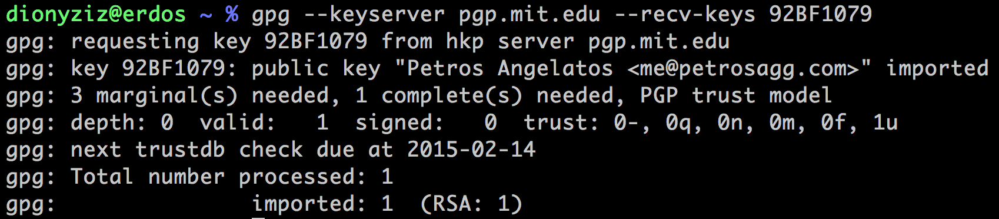 dionyziz@erdos ~ % gpg --keyserver pgp.mit.edu --recv-keys 92BF1079
gpg: requesting key 92BF1079 from hkp server pgp.mit.edu
gpg: key 92BF1079: public key "Petros Angelatos <me@petrosagg.com>" imported
gpg: 3 marginal(s) needed, 1 complete(s) needed, PGP trust model
gpg: depth: 0  valid:   1  signed:   0  trust: 0-, 0q, 0n, 0m, 0f, 1u
gpg: next trustdb check due at 2015-02-14
gpg: Total number processed: 1
gpg:               imported: 1  (RSA: 1)